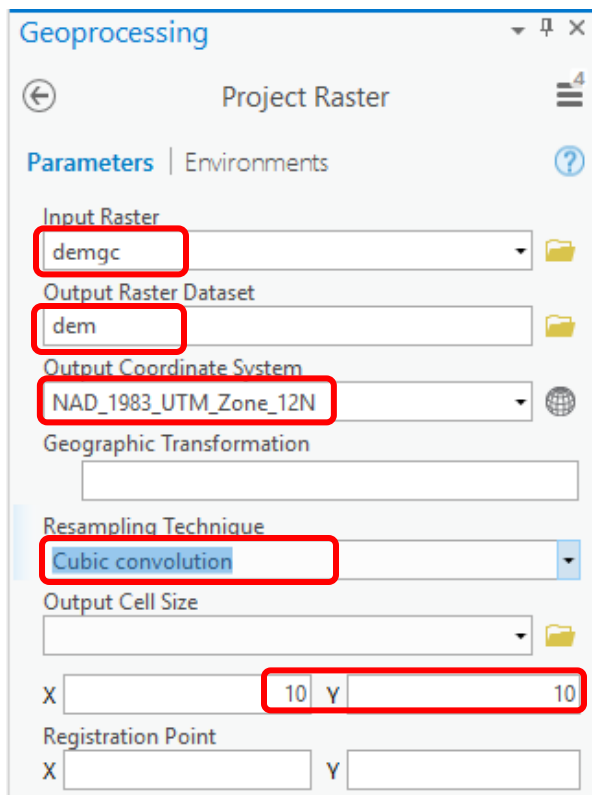 Geoprocessing
Project Raster 4
Parameters | Environments ?
Input Raster
demgc
Output Raster Dataset
dem
Output Coordinate System
NAD_1983_UTM_Zone_12N
Geographic Transformation
Resampling Technique
Cubic convolution
Output Cell Size
X 10 Y 10
Registration Point
X Y